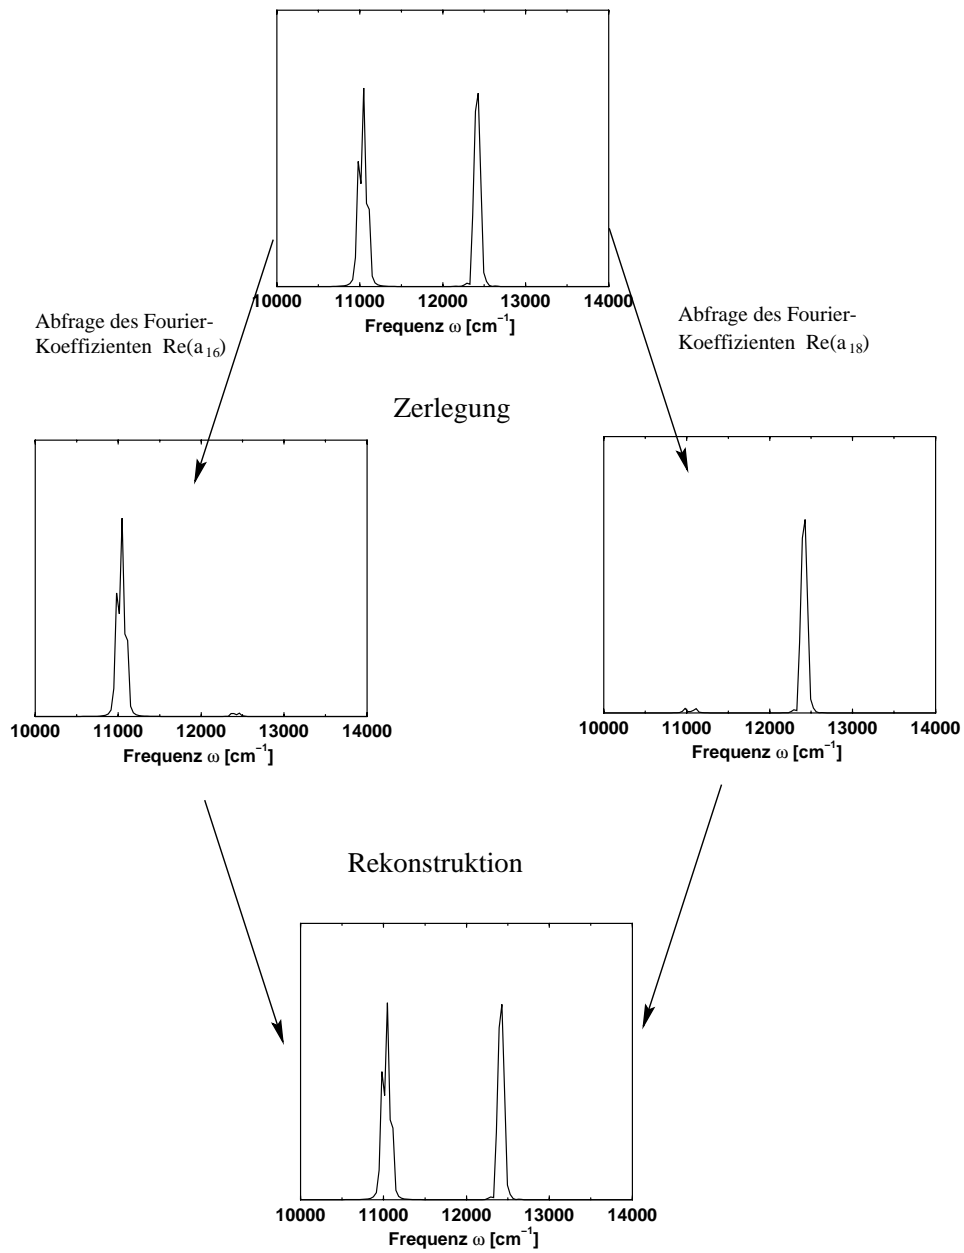 10000 11000 12000 13000 14000
Frequenz ω [cm⁻¹]
Abfrage des Fourier-
Koeffizienten Re(a₁₆)
Abfrage des Fourier-
Koeffizienten Re(a₁₈)
Zerlegung
10000 11000 12000 13000 14000
Frequenz ω [cm⁻¹]
10000 11000 12000 13000 14000
Frequenz ω [cm⁻¹]
Rekonstruktion
10000 11000 12000 13000 14000
Frequenz ω [cm⁻¹]